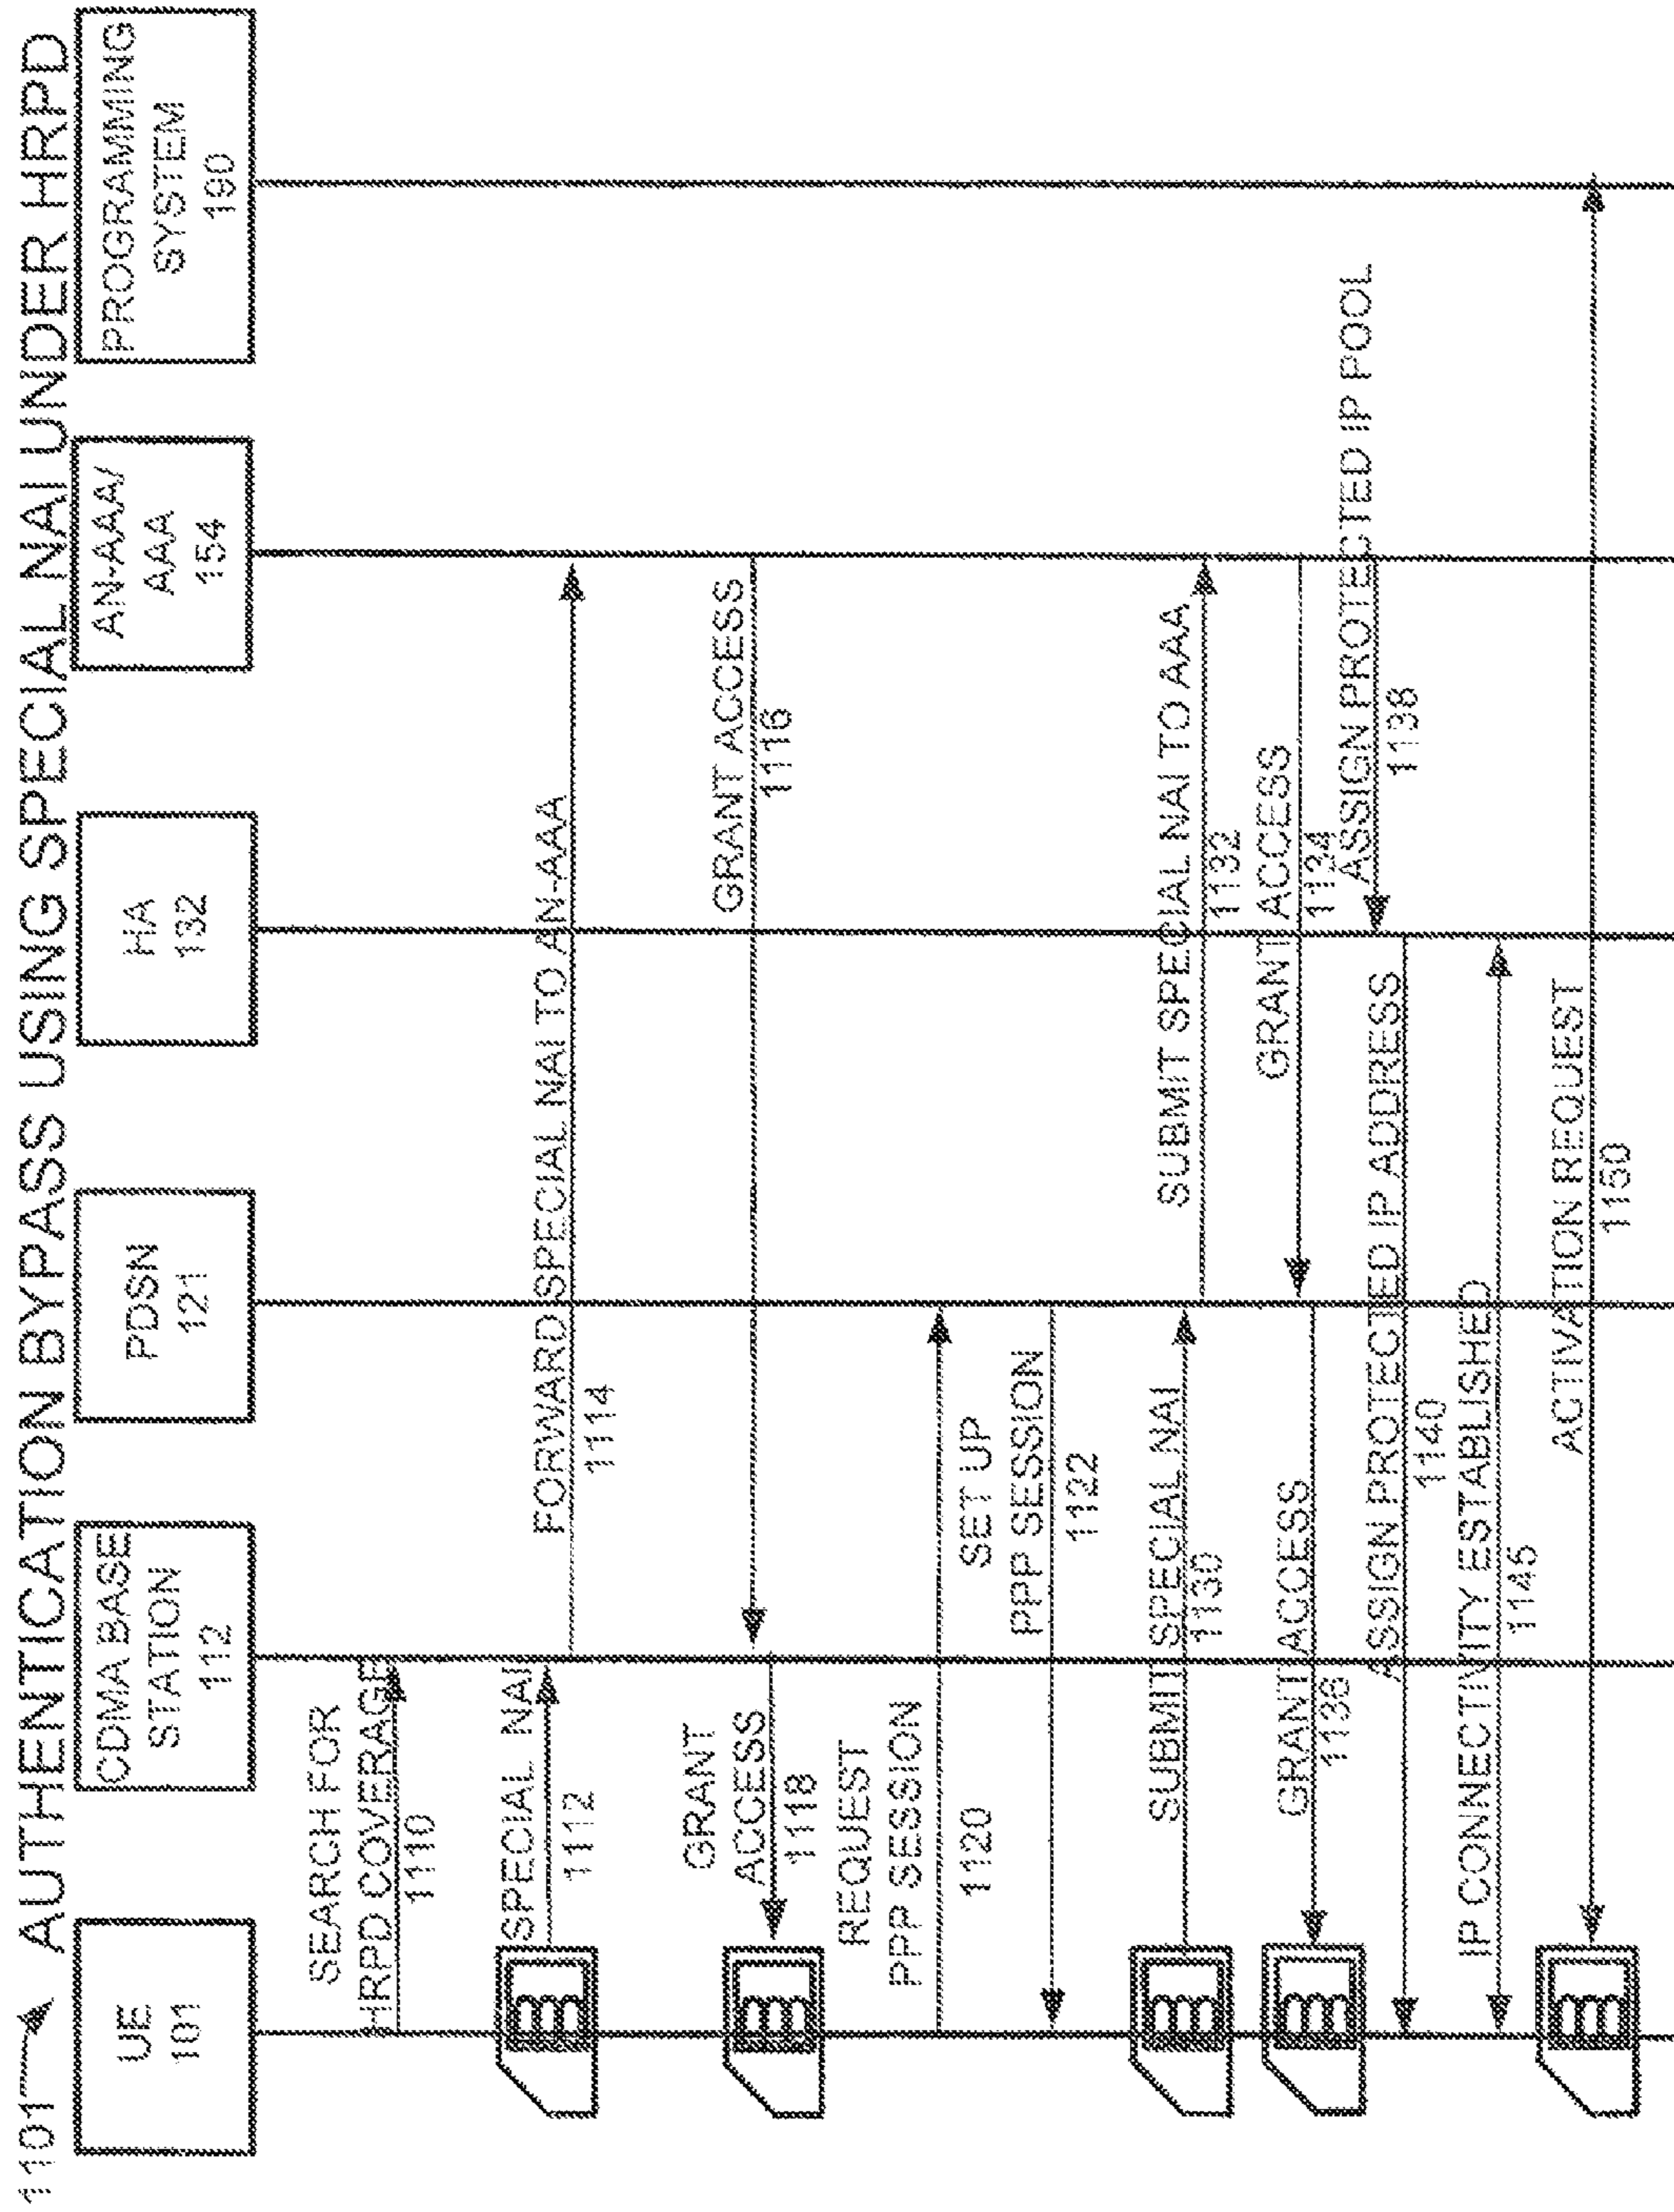 1101
AUTHENTICATION BYPASS USING SPECIAL NAI UNDER HRPD
UE
101
CDMA BASE
STATION
112
PDSN
121
HA
132
AN-AAA/
AAA
154
PROGRAMMING
SYSTEM
190
SEARCH FOR
HRPD COVERAGE
1110
SPECIAL NAI
1112
FORWARD SPECIAL NAI TO AN-AAA
1114
GRANT ACCESS
1116
GRANT
ACCESS
1118
REQUEST
PPP SESSION
1120
SET UP
PPP SESSION
1122
SUBMIT SPECIAL NAI
1130
SUBMIT SPECIAL NAI TO AAA
1132
GRANT ACCESS
1134
GRANT ACCESS
1136
ASSIGN PROTECTED IP POOL
1138
ASSIGN PROTECTED IP ADDRESS
1140
IP CONNECTIVITY ESTABLISHED
1145
ACTIVATION REQUEST
1150